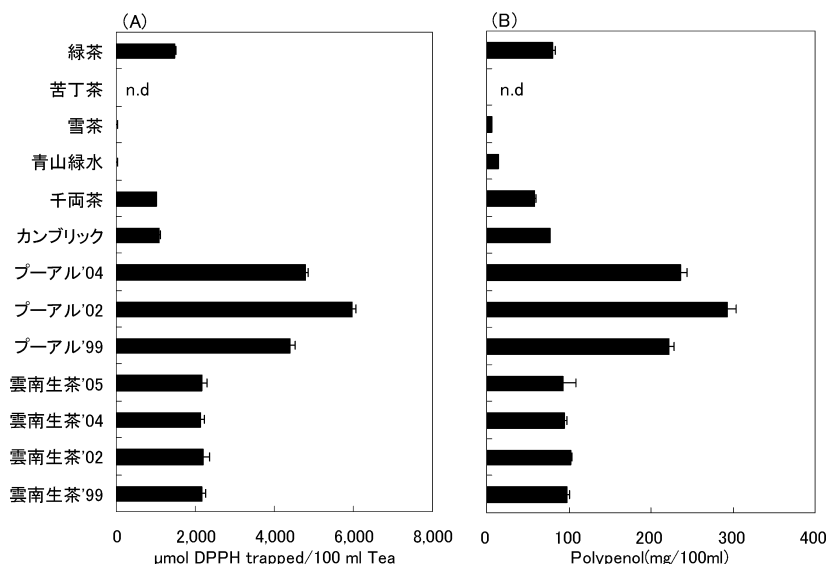 (A)
(B)
緑茶
苦丁茶
n.d
n.d
雪茶
青山緑水
千両茶
カンブリック
プーアル'04
プーアル'02
プーアル'99
雲南生茶'05
雲南生茶'04
雲南生茶'02
雲南生茶'99
0
2,000
4,000
6,000
8,000
0
100
200
300
400
μmol DPPH trapped/100 ml Tea
Polypenol(mg/100ml)